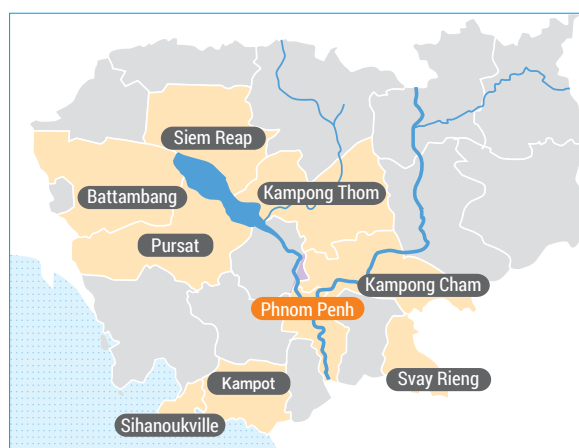 Siem Reap
Battambang
Kampong Thom
Pursat
Kampong Cham
Phnom Penh
Kampot
Svay Rieng
Sihanoukville